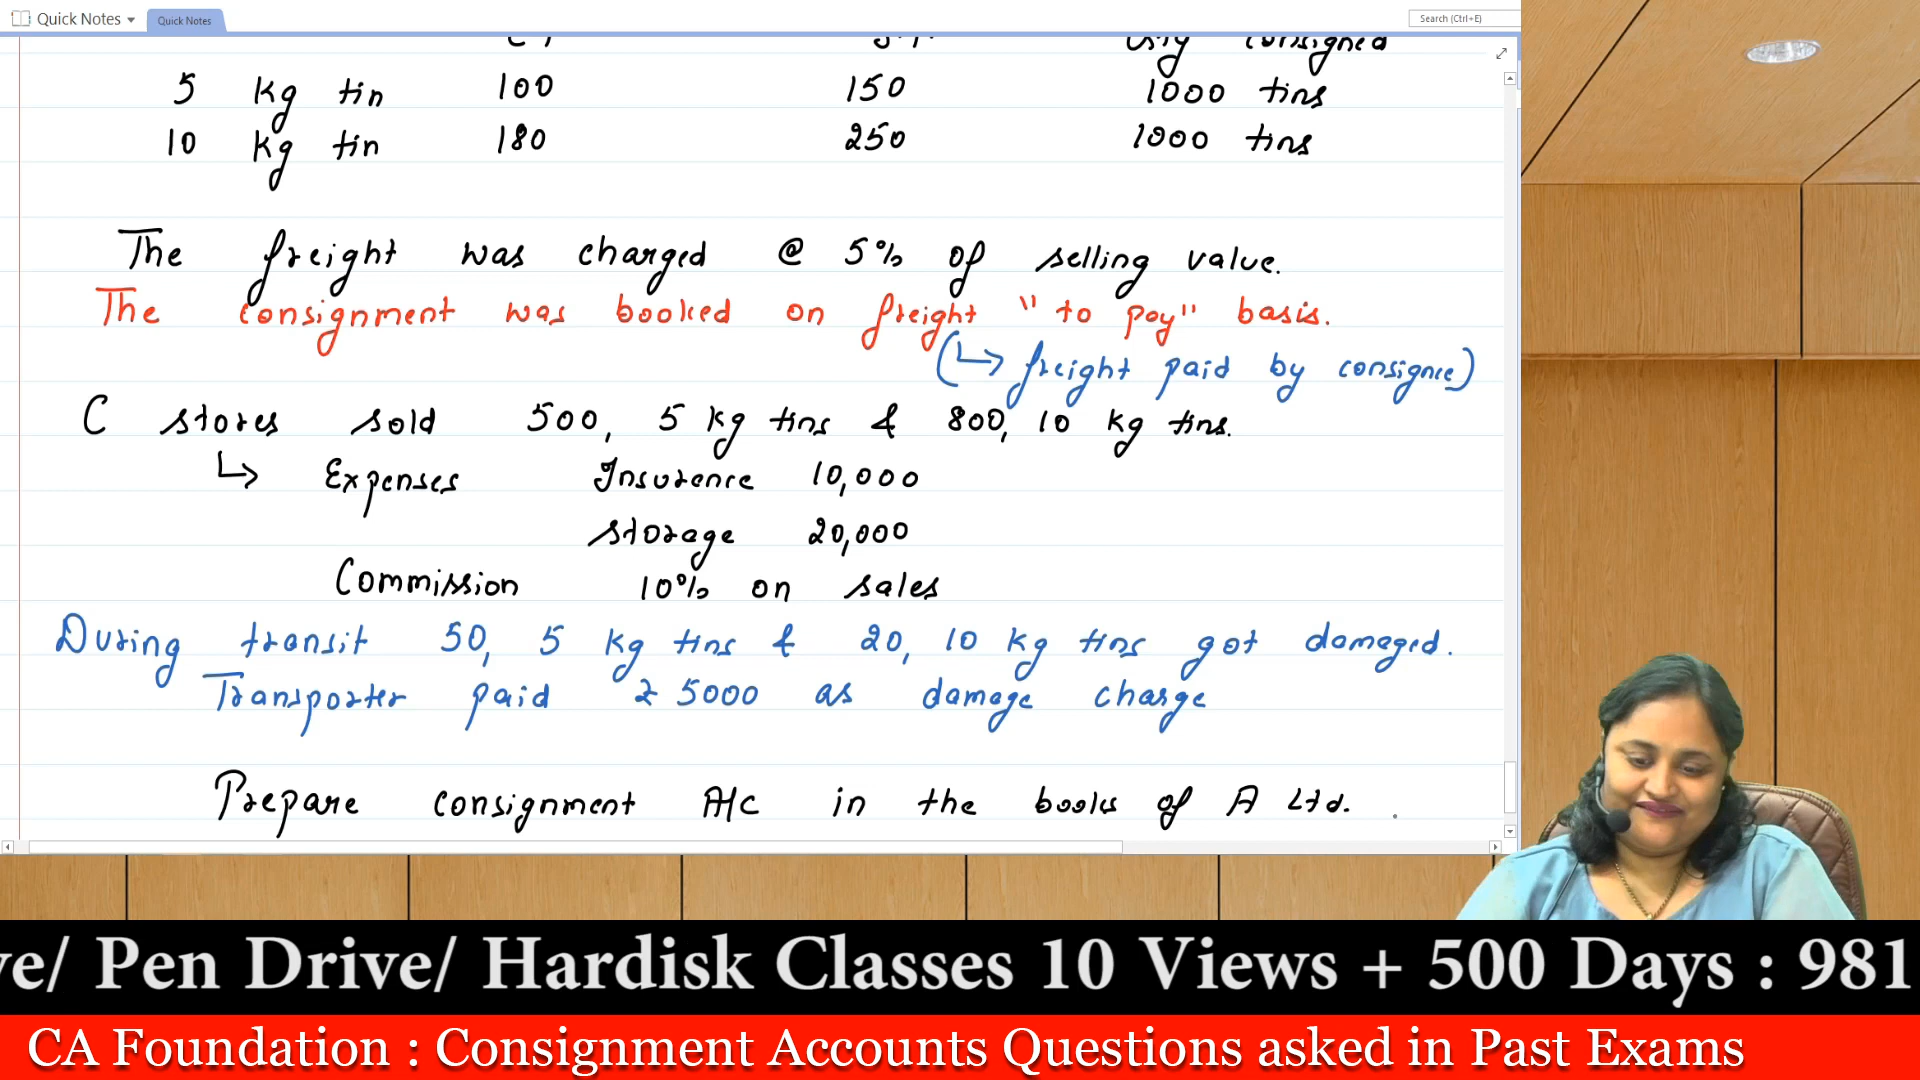 Quick Notes
Quick Notes
Search (Ctrl+E)
Qty consigned
5 kg tin 100 150 1000 tins
10 kg tin 180 250 1000 tins
The freight was charged @ 5% of selling value.
The consignment was booked on freight "to pay" basis.
(↳ freight paid by consignee)
C stores sold 500, 5 kg tins & 800, 10 kg tins.
↳ Expenses Insurance 10,000
Storage 20,000
Commission 10% on sales
During transit 50, 5 kg tins & 20, 10 kg tins got damaged.
Transporter paid ₹ 5000 as damage charge
Prepare consignment A/c in the books of A Ltd.
ve/ Pen Drive/ Hardisk Classes 10 Views + 500 Days : 981
CA Foundation : Consignment Accounts Questions asked in Past Exams